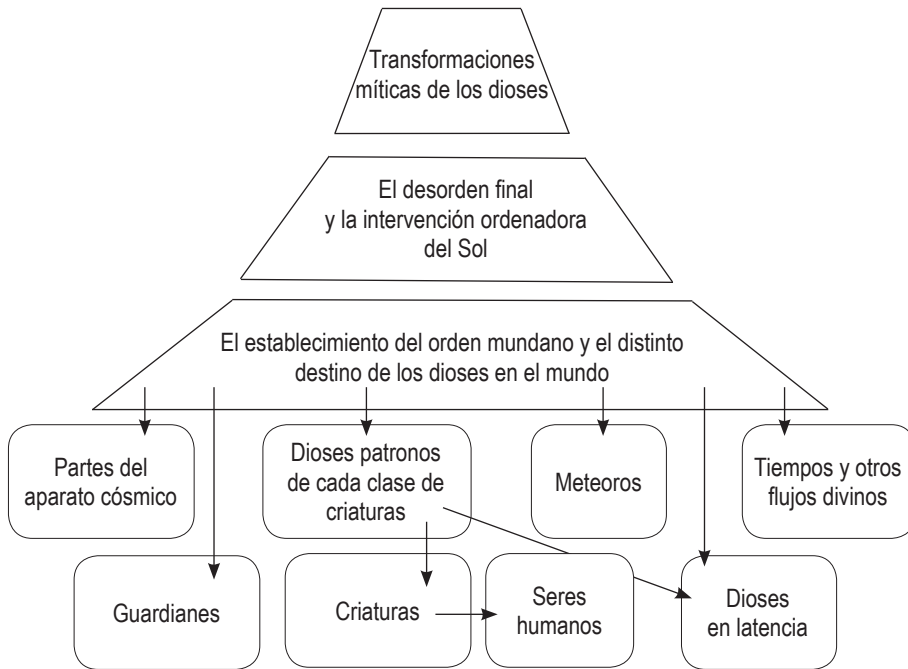 Transformaciones
míticas de los dioses
El desorden final
y la intervención ordenadora
del Sol
El establecimiento del orden mundano y el distinto
destino de los dioses en el mundo
Partes del
aparato cósmico
Dioses patronos
de cada clase de
criaturas
Meteoros
Tiempos y otros
flujos divinos
Guardianes
Criaturas
Seres
humanos
Dioses
en latencia